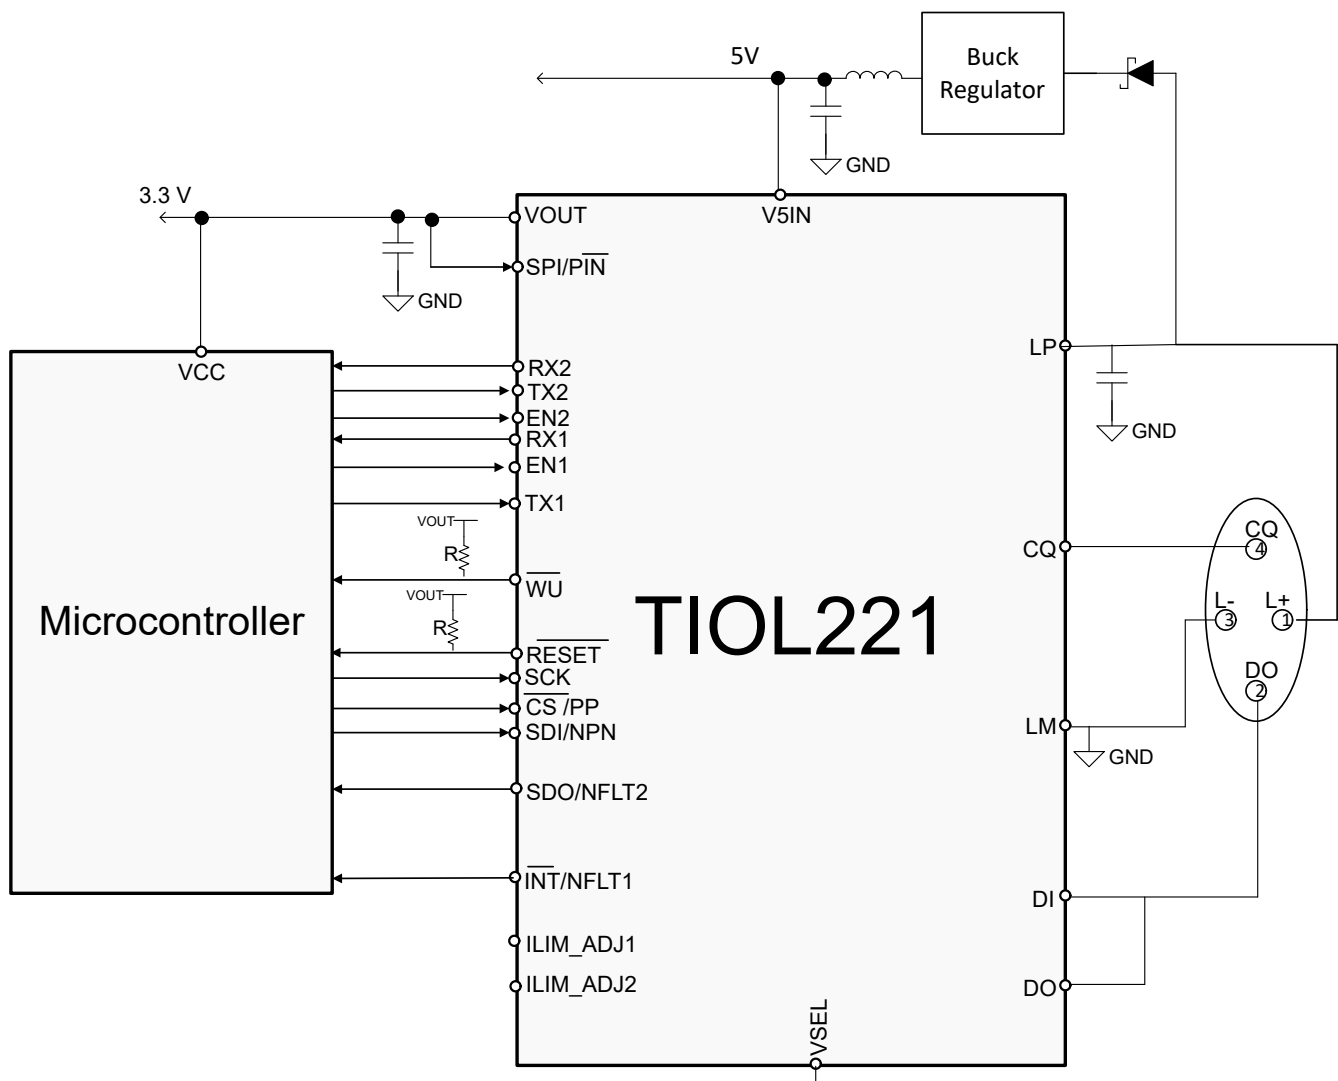 5V
Buck
Regulator
GND
3.3 V
VOUT
V5IN
SPI/PIN
GND
LP
VCC
RX2
TX2
EN2
RX1
EN1
TX1
GND
VOUT
R
CQ
CQ
4
WU
VOUT
R
Microcontroller
TIOL221
L-
3
L+
1
RESET
SCK
CS /PP
SDI/NPN
DO
2
LM
GND
SDO/NFLT2
INT/NFLT1
DI
ILIM_ADJ1
ILIM_ADJ2
DO
VSEL